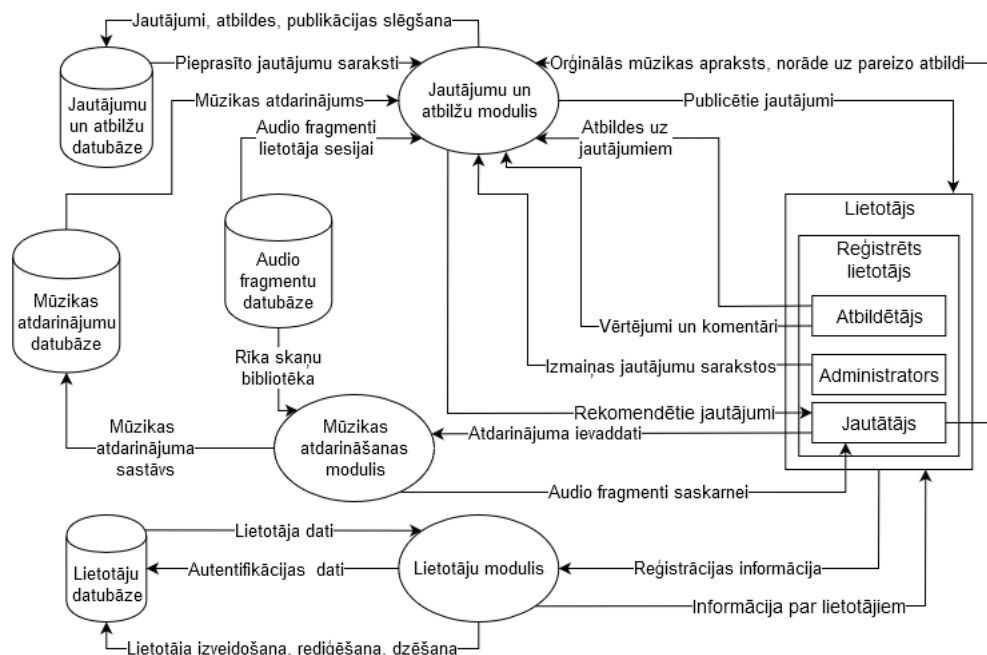 Jautājumi, atbildes, publikācijas slēgšana
Pieprasīto jautājumu saraksti
Orģinālās mūzikas apraksts, norāde uz pareizo atbildi
Jautājumu
un atbilžu
datubāze
Jautājumu un
atbilžu modulis
Mūzikas atdarinājums
Publicētie jautājumi
Audio fragmenti
lietotāja sesijai
Atbildes uz
jautājumiem
Lietotājs
Reģistrēts
lietotājs
Audio
fragmentu
datubāze
Mūzikas
atdarinājumu
datubāze
Atbildētājs
Vērtējumi un komentāri
Rīka skaņu
bibliotēka
Izmaiņas jautājumu sarakstos
Administrators
Rekomendētie jautājumi
Jautātājs
Mūzikas
atdarinājuma
sastāvs
Mūzikas
atdarināšanas
modulis
Atdarinājuma ievaddati
Audio fragmenti saskarnei
Lietotāja dati
Lietotāju
datubāze
Autentifikācijas dati
Lietotāju modulis
Reģistrācijas informācija
Informācija par lietotājiem
Lietotāja izveidošana, rediģēšana, dzēšana